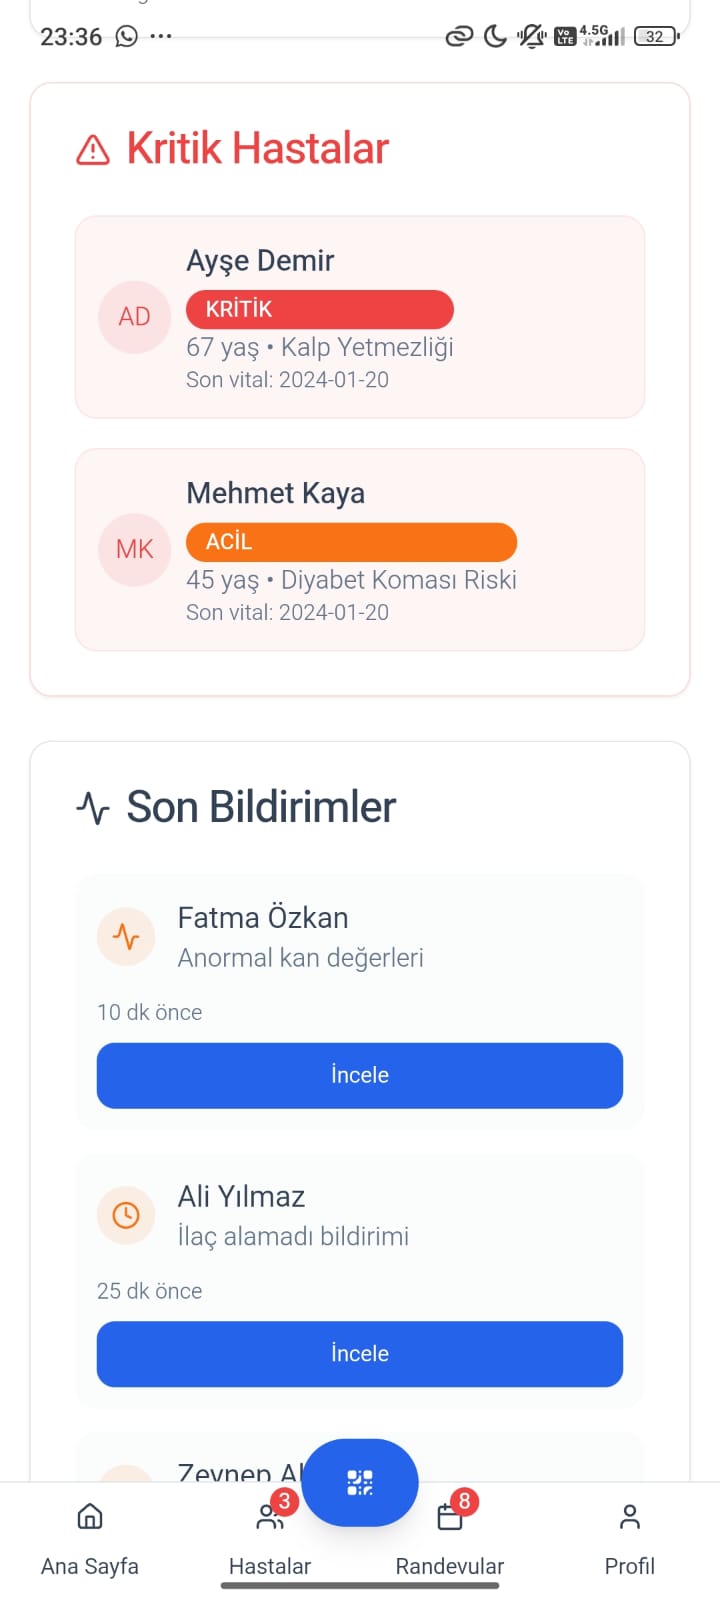 23:36 ... Vo LTE 4.5G 32
Kritik Hastalar
AD
Ayşe Demir
KRİTİK
67 yaş • Kalp Yetmezliği
Son vital: 2024-01-20
MK
Mehmet Kaya
ACİL
45 yaş • Diyabet Koması Riski
Son vital: 2024-01-20
Son Bildirimler
Fatma Özkan
Anormal kan değerleri
10 dk önce
İncele
Ali Yılmaz
İlaç alamadı bildirimi
25 dk önce
İncele
Zeynep
3
8
Ana Sayfa
Hastalar
Randevular
Profil